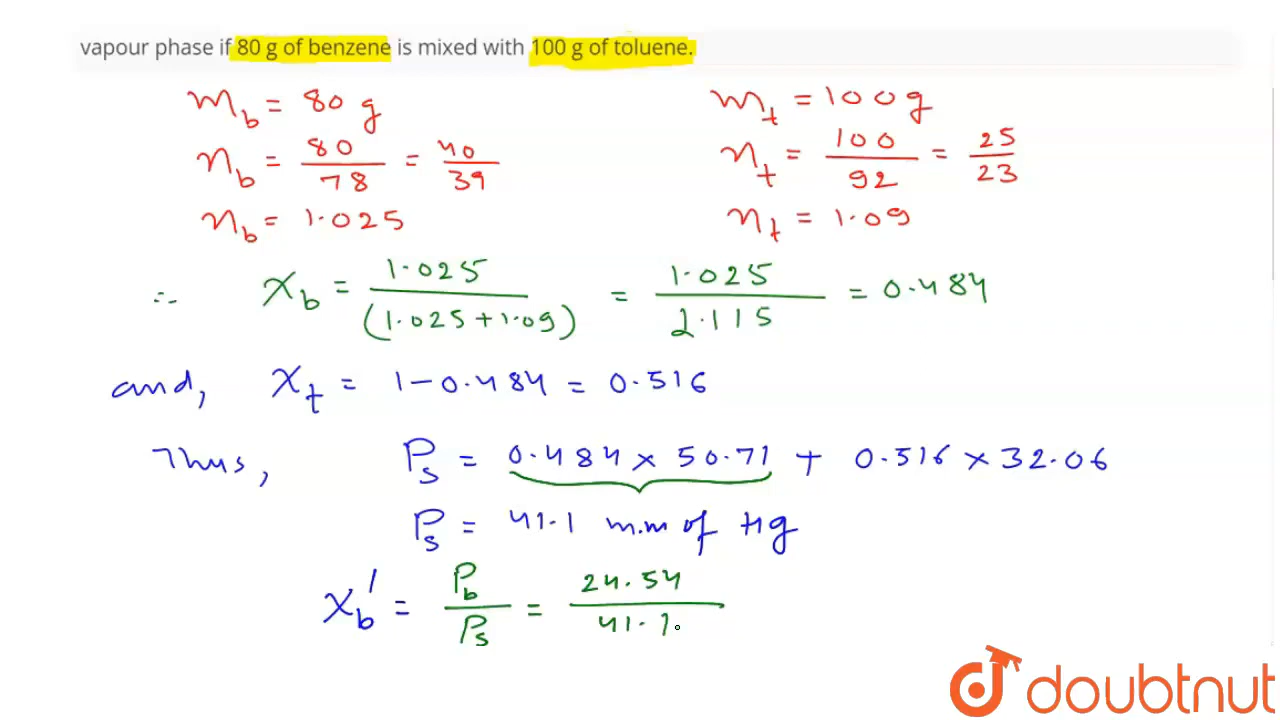 vapour phase if 80 g of benzene is mixed with 100 g of toluene.
m_b = 80 g
m_t = 100 g
n_b = 80/78 = 40/39
n_t = 100/92 = 25/23
n_b = 1.025
n_t = 1.09
∴ x_b = 1.025/(1.025+1.09) = 1.025/2.115 = 0.484
and, x_t = 1-0.484 = 0.516
Thus, P_s = 0.484 × 50.71 + 0.516 × 32.06
P_s = 41.1 m.m of Hg
x_b' = P_b/P_s = 24.54/41.1
doubtnut